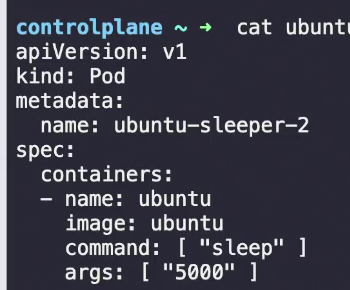 controlplane ~ ➜ cat ubuntu
apiVersion: v1
kind: Pod
metadata:
  name: ubuntu-sleeper-2
spec:
  containers:
  - name: ubuntu
    image: ubuntu
    command: [ "sleep" ]
    args: [ "5000" ]